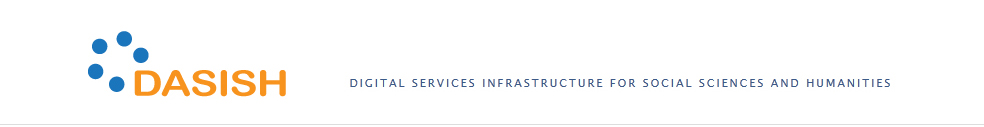 DASISH
DIGITAL SERVICES INFRASTRUCTURE FOR SOCIAL SCIENCES AND HUMANITIES